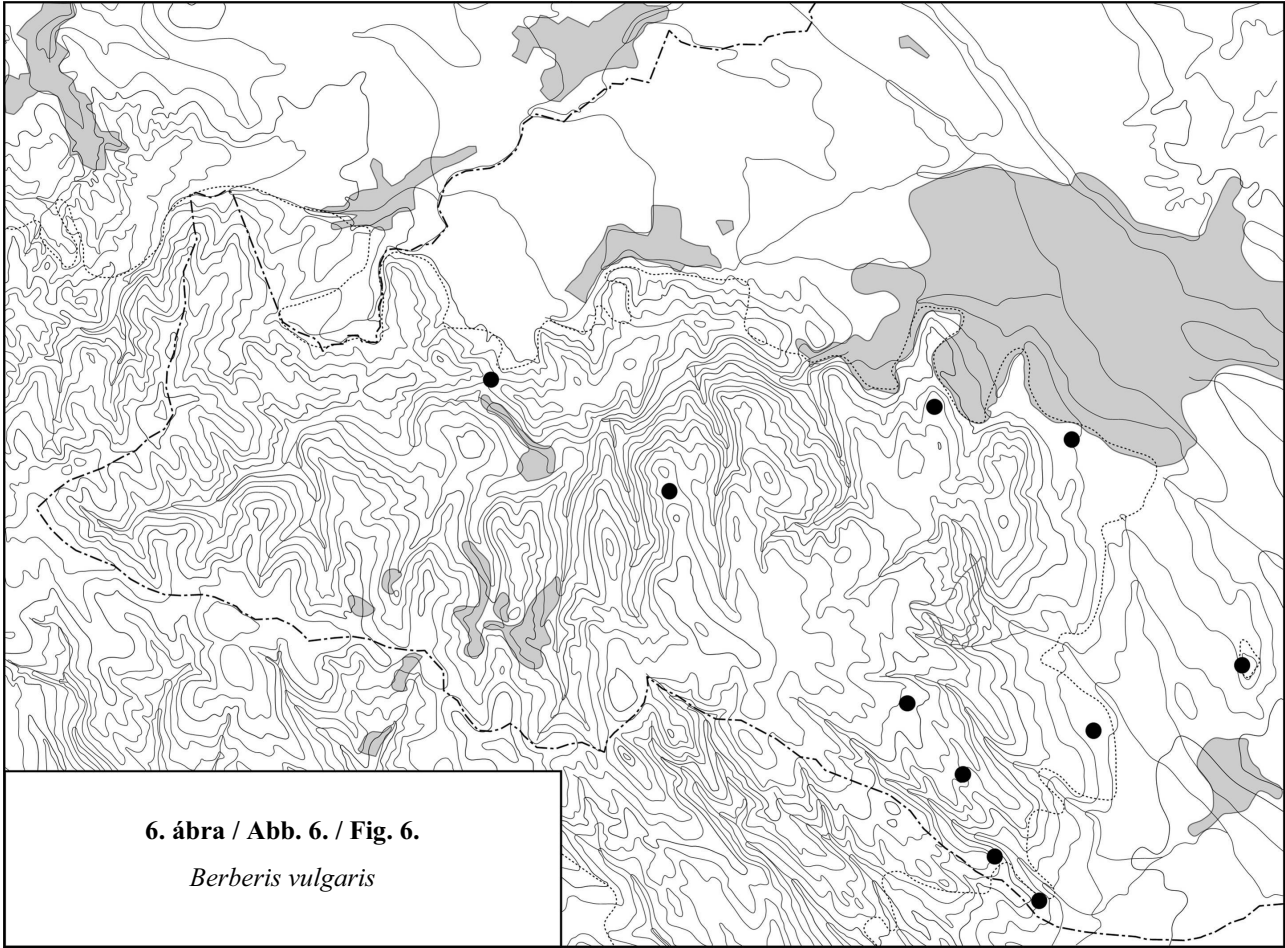 6. ábra / Abb. 6. / Fig. 6.
Berberis vulgaris